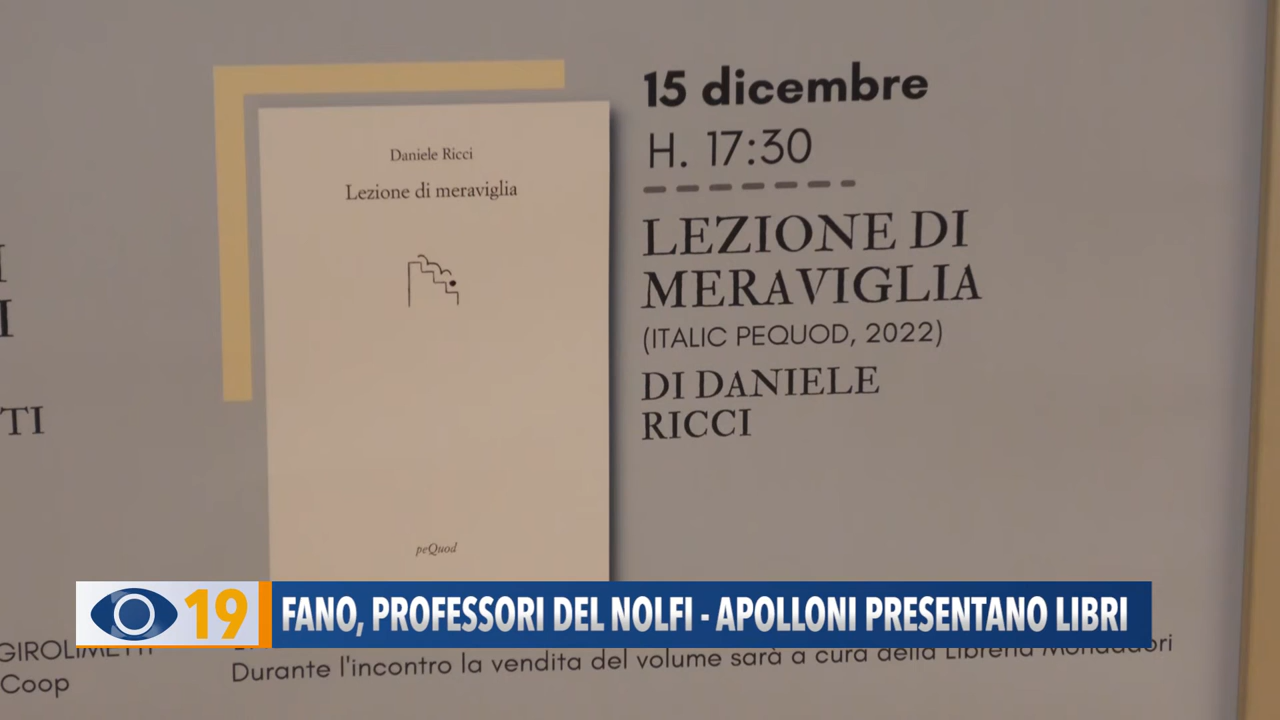 15 dicembre
H. 17:30
LEZIONE DI
MERAVIGLIA
(ITALIC PEQUOD, 2022)
DI DANIELE
RICCI
Daniele Ricci
Lezione di meraviglia
peQuod
TI
19 FANO, PROFESSORI DEL NOLFI - APOLLONI PRESENTANO LIBRI
GIROLIMETTI
Coop
Durante l'incontro la vendita del volume sarà a cura della Libreria Mondadori